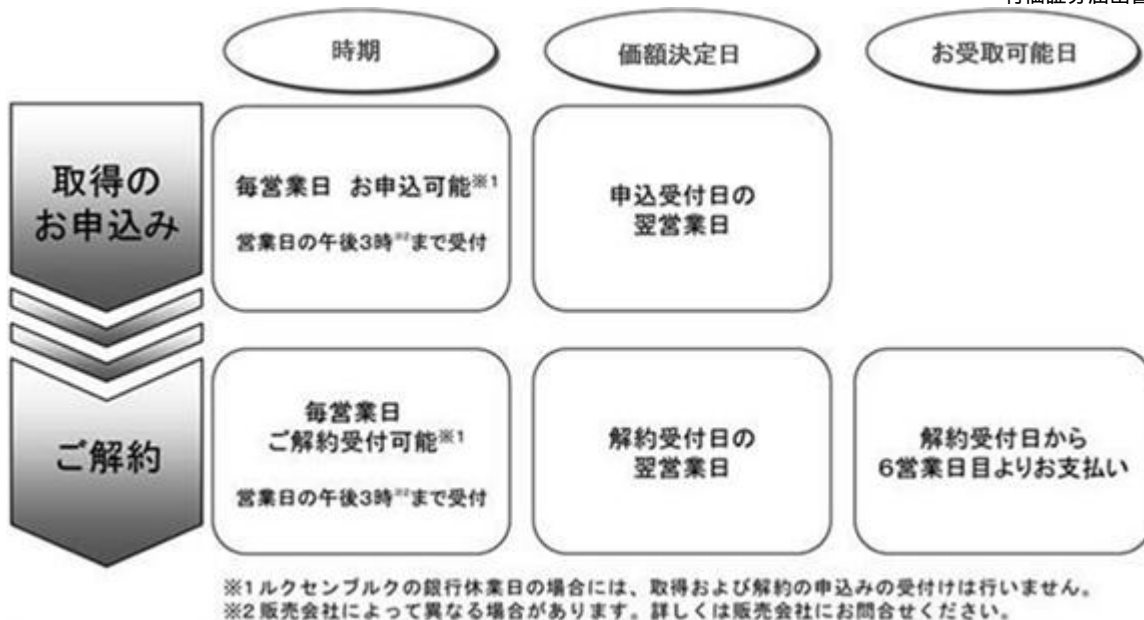 時期
価額決定日
お受取可能日
取得の
お申込み
毎営業日 お申込可能※1
営業日の午後3時※2まで受付
申込受付日の
翌営業日
ご解約
毎営業日
ご解約受付可能※1
営業日の午後3時※2まで受付
解約受付日の
翌営業日
解約受付日から
6営業日目よりお支払い
※1 ルクセンブルクの銀行休業日の場合には、取得および解約の申込みの受付けは行いません。
※2 販売会社によって異なる場合があります。詳しくは販売会社にお問合せください。